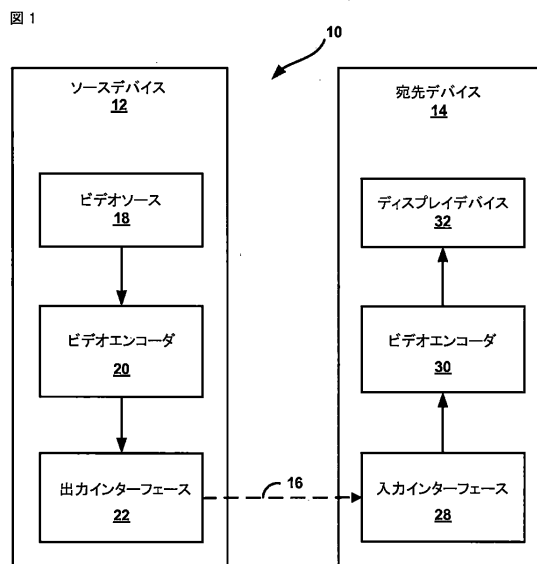 図 1
10
ソースデバイス
12
ビデオソース
18
ビデオエンコーダ
20
出力インターフェース
22
16
宛先デバイス
14
ディスプレイデバイス
32
ビデオエンコーダ
30
入力インターフェース
28